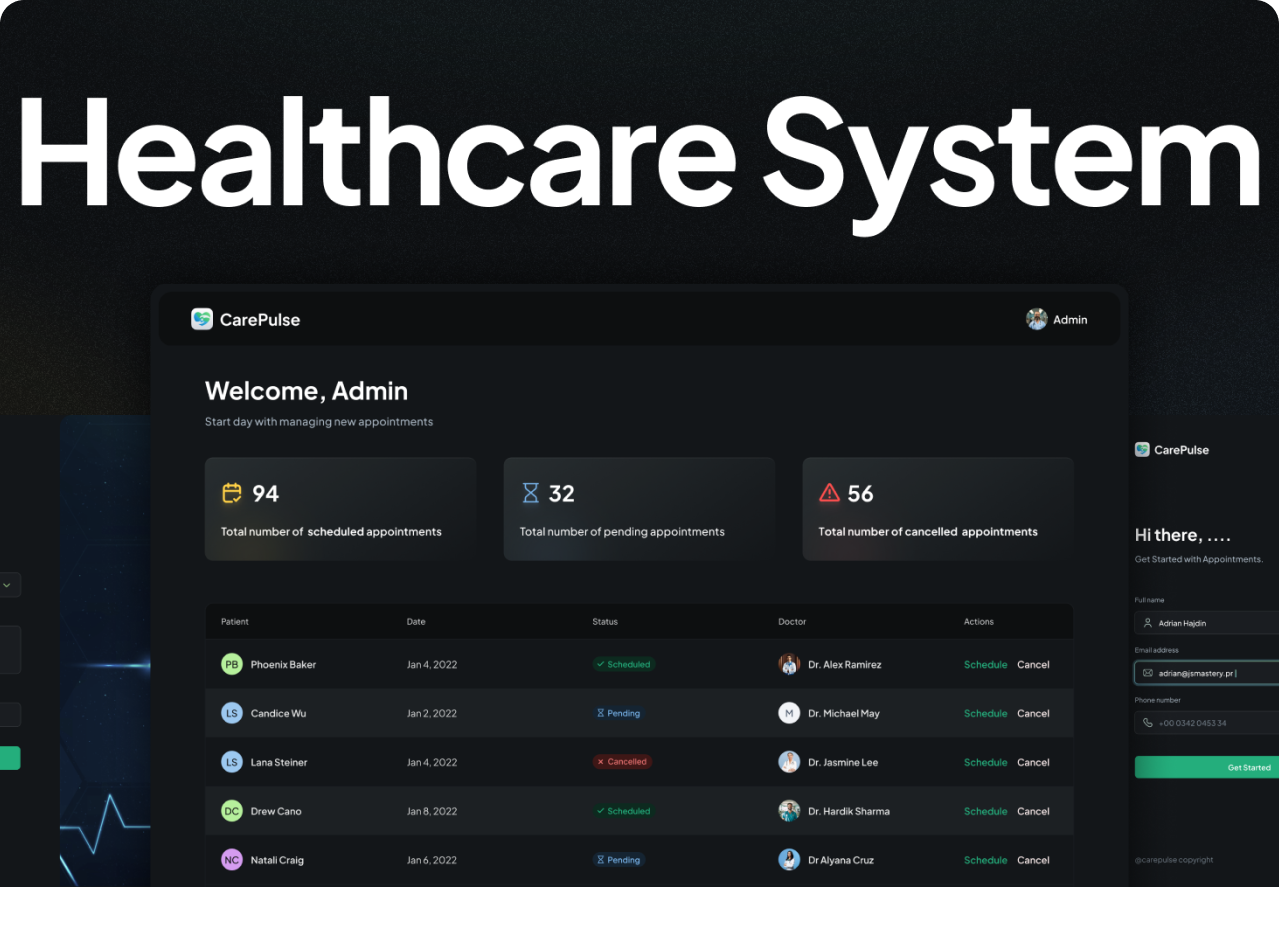 Healthcare System
CarePulse
Admin
Welcome, Admin
Start day with managing new appointments
94
Total number of scheduled appointments
32
Total number of pending appointments
56
Total number of cancelled appointments
Patient Date Status Doctor Actions
PB Phoenix Baker Jan 4, 2022 Scheduled Dr. Alex Ramirez Schedule Cancel
LS Candice Wu Jan 2, 2022 Pending M Dr. Michael May Schedule Cancel
LS Lana Steiner Jan 4, 2022 Cancelled Dr. Jasmine Lee Schedule Cancel
DC Drew Cano Jan 8, 2022 Scheduled Dr. Hardik Sharma Schedule Cancel
NC Natali Craig Jan 6, 2022 Pending Dr Alyana Cruz Schedule Cancel
CarePulse
Hi there, ....
Get Started with Appointments.
Full name
Adrian Hajdin
Email address
adrian@jsmastery.pr|
Phone number
+00 0342 0453 34
Get Started
@carepulse copyright